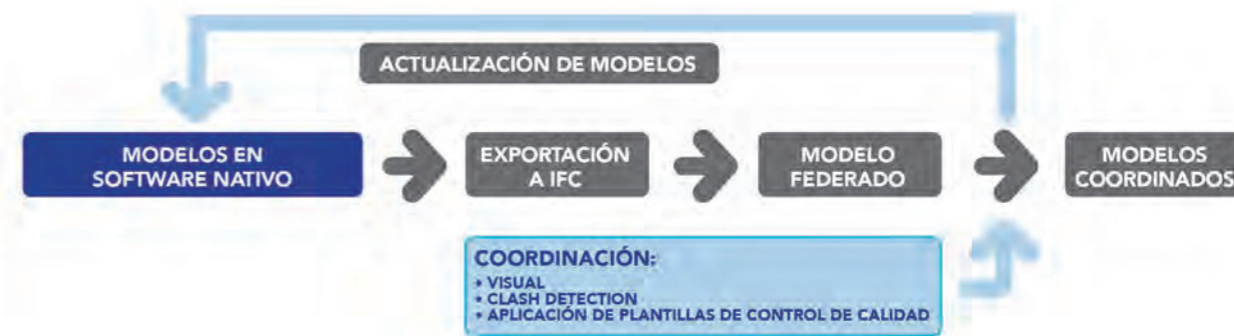 ACTUALIZACIÓN DE MODELOS
MODELOS EN
SOFTWARE NATIVO
EXPORTACIÓN
A IFC
MODELO
FEDERADO
MODELOS
COORDINADOS
COORDINACIÓN:
• VISUAL
• CLASH DETECTION
• APLICACIÓN DE PLANTILLAS DE CONTROL DE CALIDAD